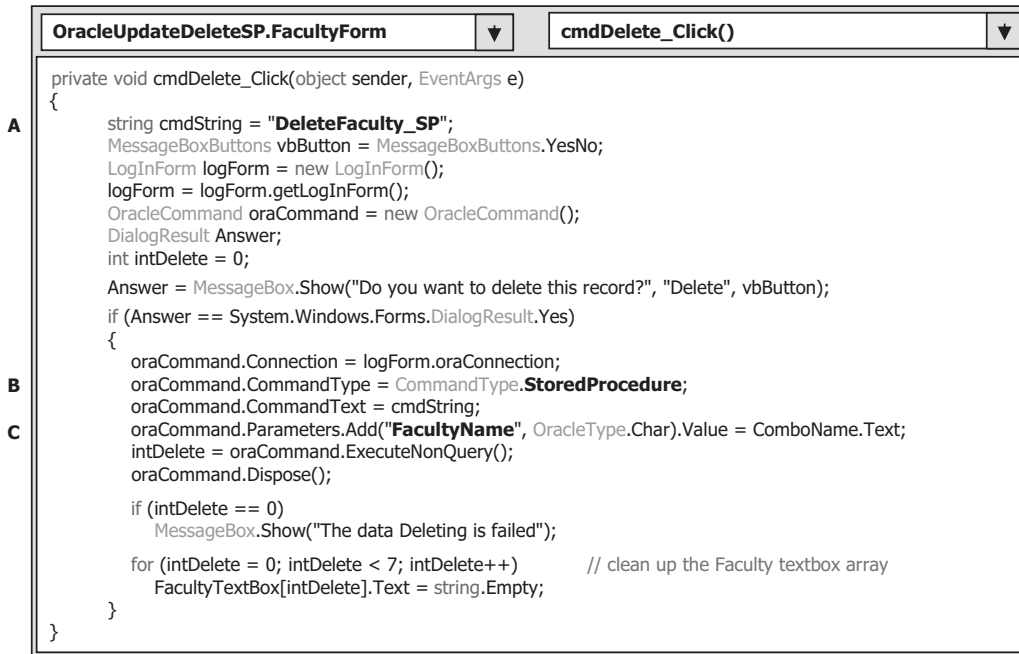 OracleUpdateDeleteSP.FacultyForm cmdDelete_Click()
private void cmdDelete_Click(object sender, EventArgs e)
{
A string cmdString = "DeleteFaculty_SP";
MessageBoxButtons vbButton = MessageBoxButtons.YesNo;
LogInForm logForm = new LogInForm();
logForm = logForm.getLogInForm();
OracleCommand oraCommand = new OracleCommand();
DialogResult Answer;
int intDelete = 0;
Answer = MessageBox.Show("Do you want to delete this record?", "Delete", vbButton);
if (Answer == System.Windows.Forms.DialogResult.Yes)
{
oraCommand.Connection = logForm.oraConnection;
B oraCommand.CommandType = CommandType.StoredProcedure;
oraCommand.CommandText = cmdString;
C oraCommand.Parameters.Add("FacultyName", OracleType.Char).Value = ComboName.Text;
intDelete = oraCommand.ExecuteNonQuery();
oraCommand.Dispose();
if (intDelete == 0)
MessageBox.Show("The data Deleting is failed");
for (intDelete = 0; intDelete < 7; intDelete++) // clean up the Faculty textbox array
FacultyTextBox[intDelete].Text = string.Empty;
}
}